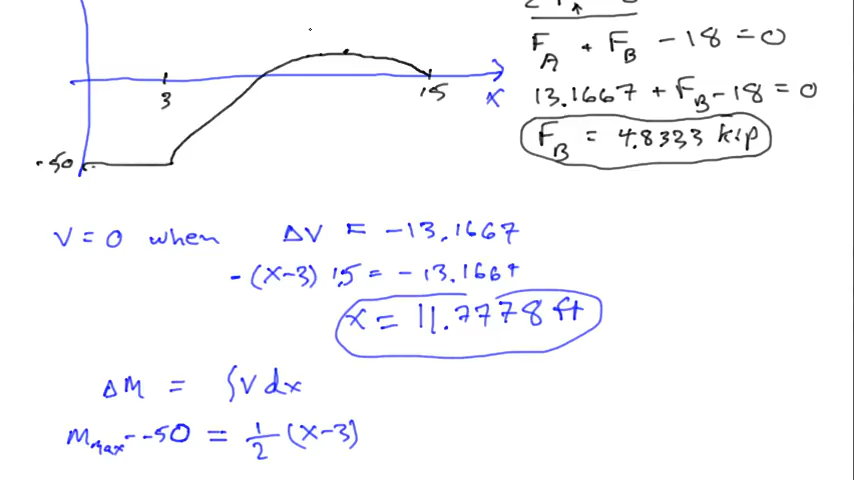 F_A + F_B - 18 = 0
13.1667 + F_B - 18 = 0
F_B = 4.8333 kip
3
15
x
-50
V = 0 when ΔV = -13.1667
-(x-3) 1.5 = -13.1667
x = 11.7778 ft
ΔM = ∫V dx
M_max - -50 = 1/2 (x-3)